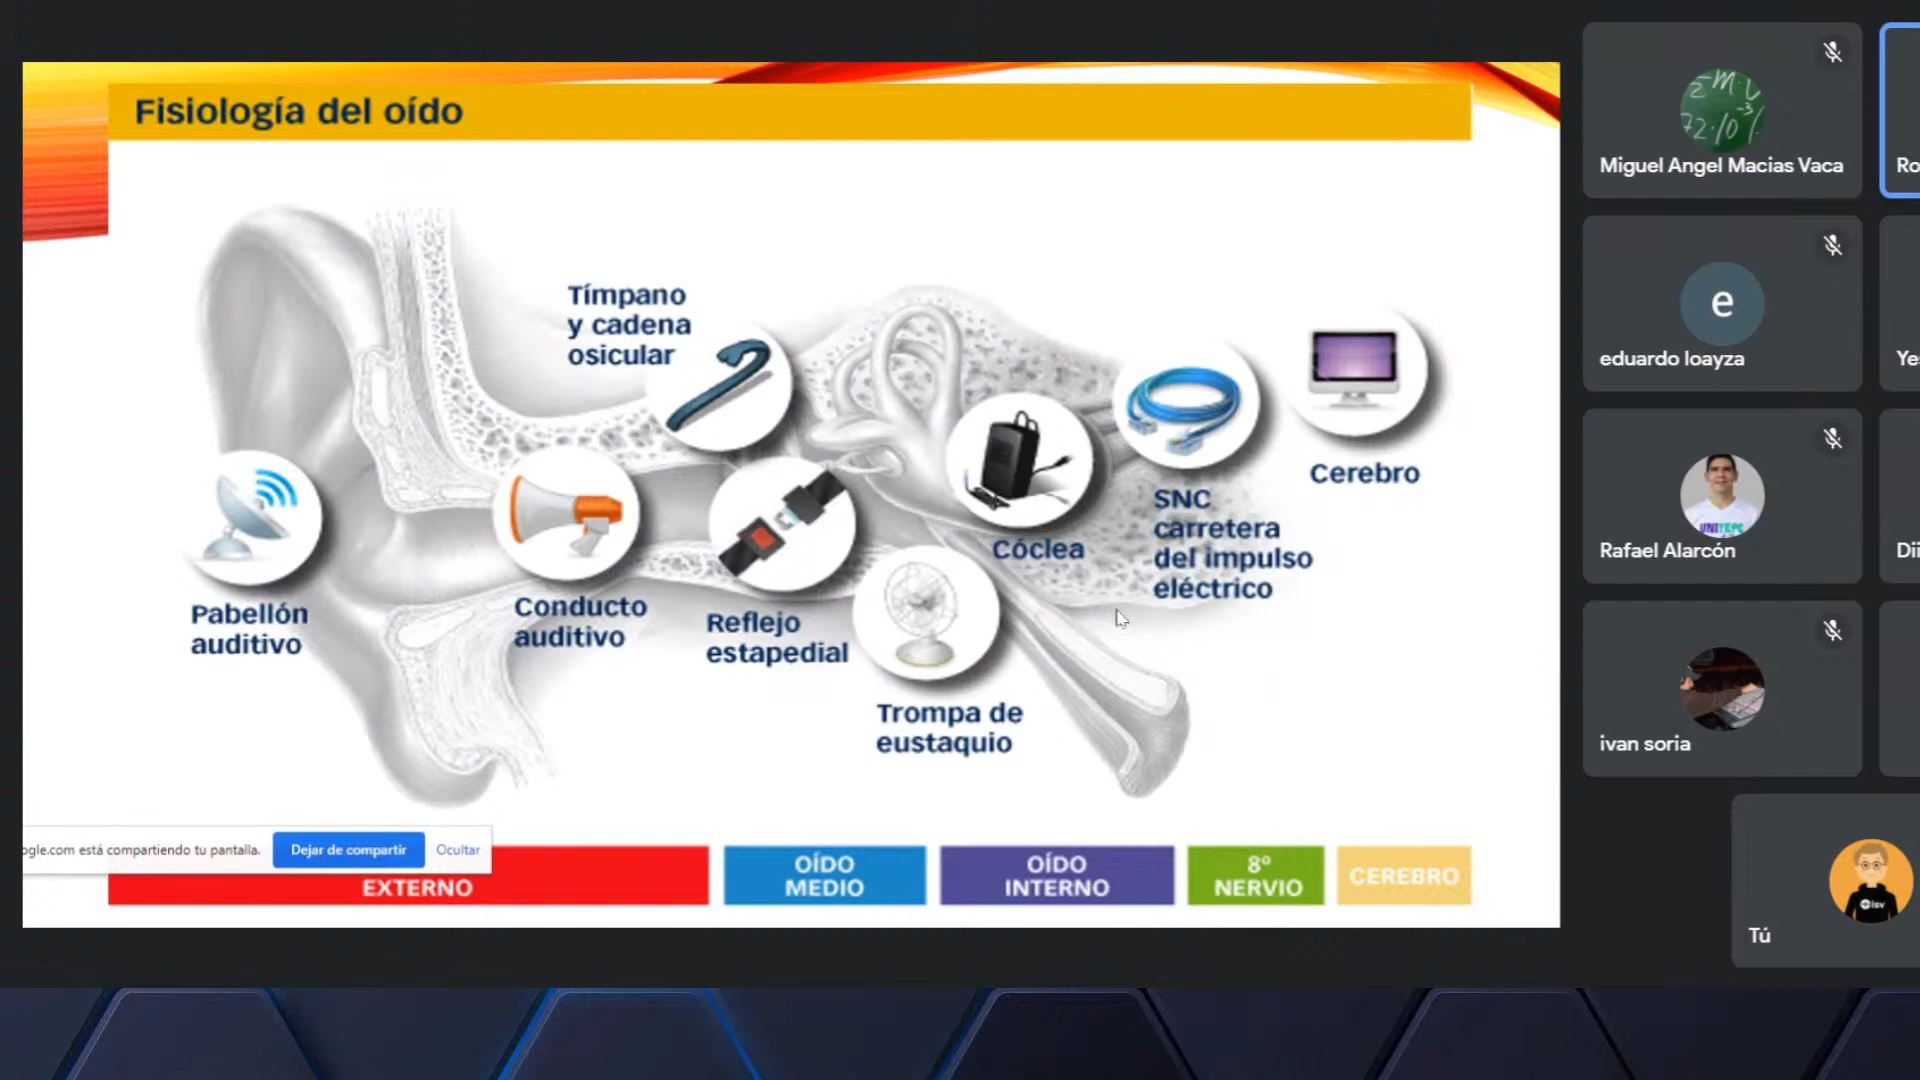 Fisiología del oído
Tímpano
y cadena
osicular
Pabellón
auditivo
Conducto
auditivo
Reflejo
estapedial
Trompa de
eustaquio
Cóclea
SNC
carretera
del impulso
eléctrico
Cerebro
ogle.com está compartiendo tu pantalla.
Dejar de compartir
Ocultar
EXTERNO
OÍDO
MEDIO
OÍDO
INTERNO
8º
NERVIO
CEREBRO
Miguel Angel Macias Vaca
Ro
e
eduardo loayza
Ye
Rafael Alarcón
Dii
ivan soria
Tú